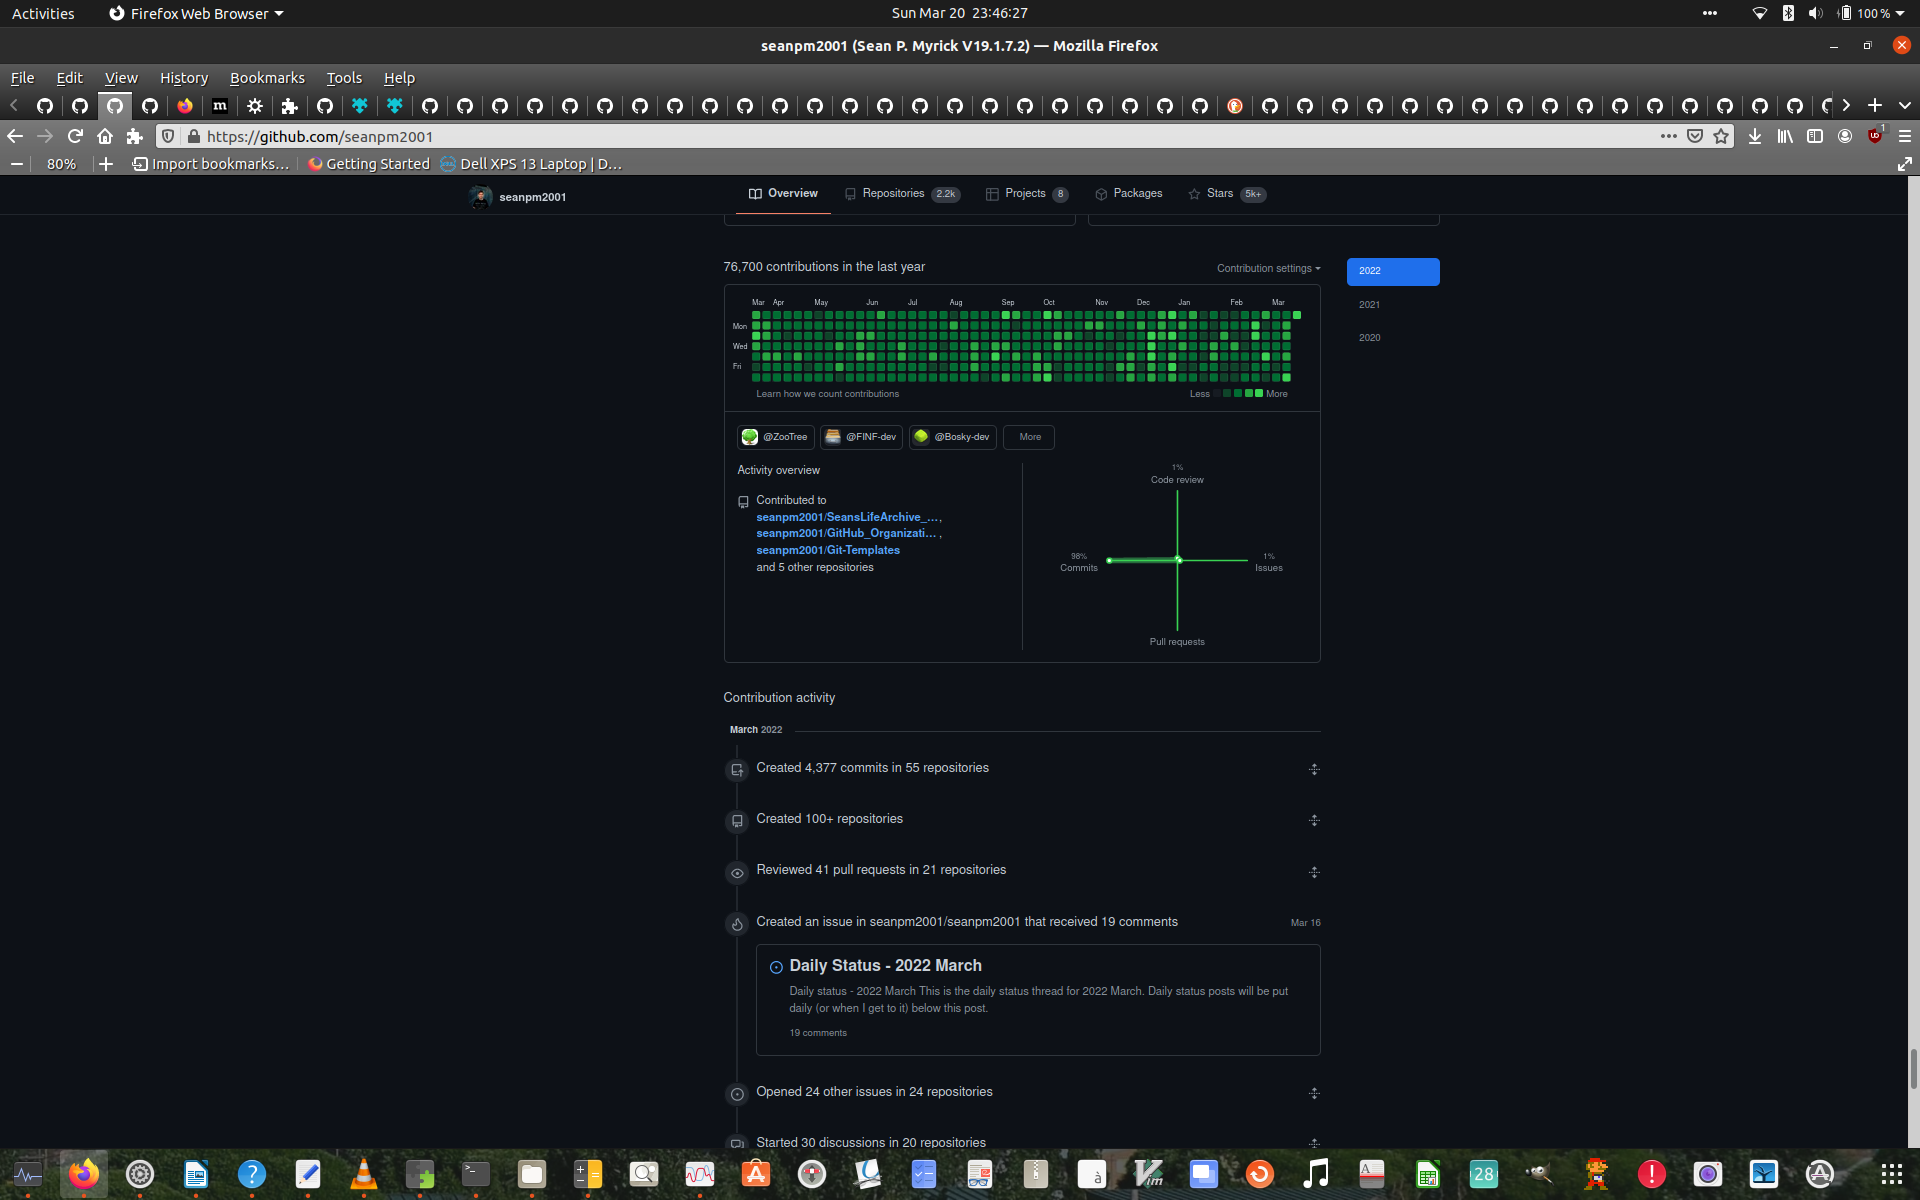 Activities
Firefox Web Browser
Sun Mar 20 23:46:27
100 %
seanpm2001 (Sean P. Myrick V19.1.7.2) — Mozilla Firefox
File Edit View History Bookmarks Tools Help
https://github.com/seanpm2001
1
80%
Import bookmarks...
Getting Started
Dell XPS 13 Laptop | D...
seanpm2001
Overview
Repositories 2.2k
Projects 8
Packages
Stars 5k+
76,700 contributions in the last year
Contribution settings
2022
2021
2020
Mar Apr May Jun Jul Aug Sep Oct Nov Dec Jan Feb Mar
Mon
Wed
Fri
Learn how we count contributions
Less More
@ZooTree
@FINF-dev
@Bosky-dev
More
Activity overview
Contributed to
seanpm2001/SeansLifeArchive_...,
seanpm2001/GitHub_Organizati... ,
seanpm2001/Git-Templates
and 5 other repositories
1%
Code review
98%
Commits
1%
Issues
Pull requests
Contribution activity
March 2022
Created 4,377 commits in 55 repositories
Created 100+ repositories
Reviewed 41 pull requests in 21 repositories
Created an issue in seanpm2001/seanpm2001 that received 19 comments
Mar 16
Daily Status - 2022 March
Daily status - 2022 March This is the daily status thread for 2022 March. Daily status posts will be put
daily (or when I get to it) below this post.
19 comments
Opened 24 other issues in 24 repositories
Started 30 discussions in 20 repositories
28